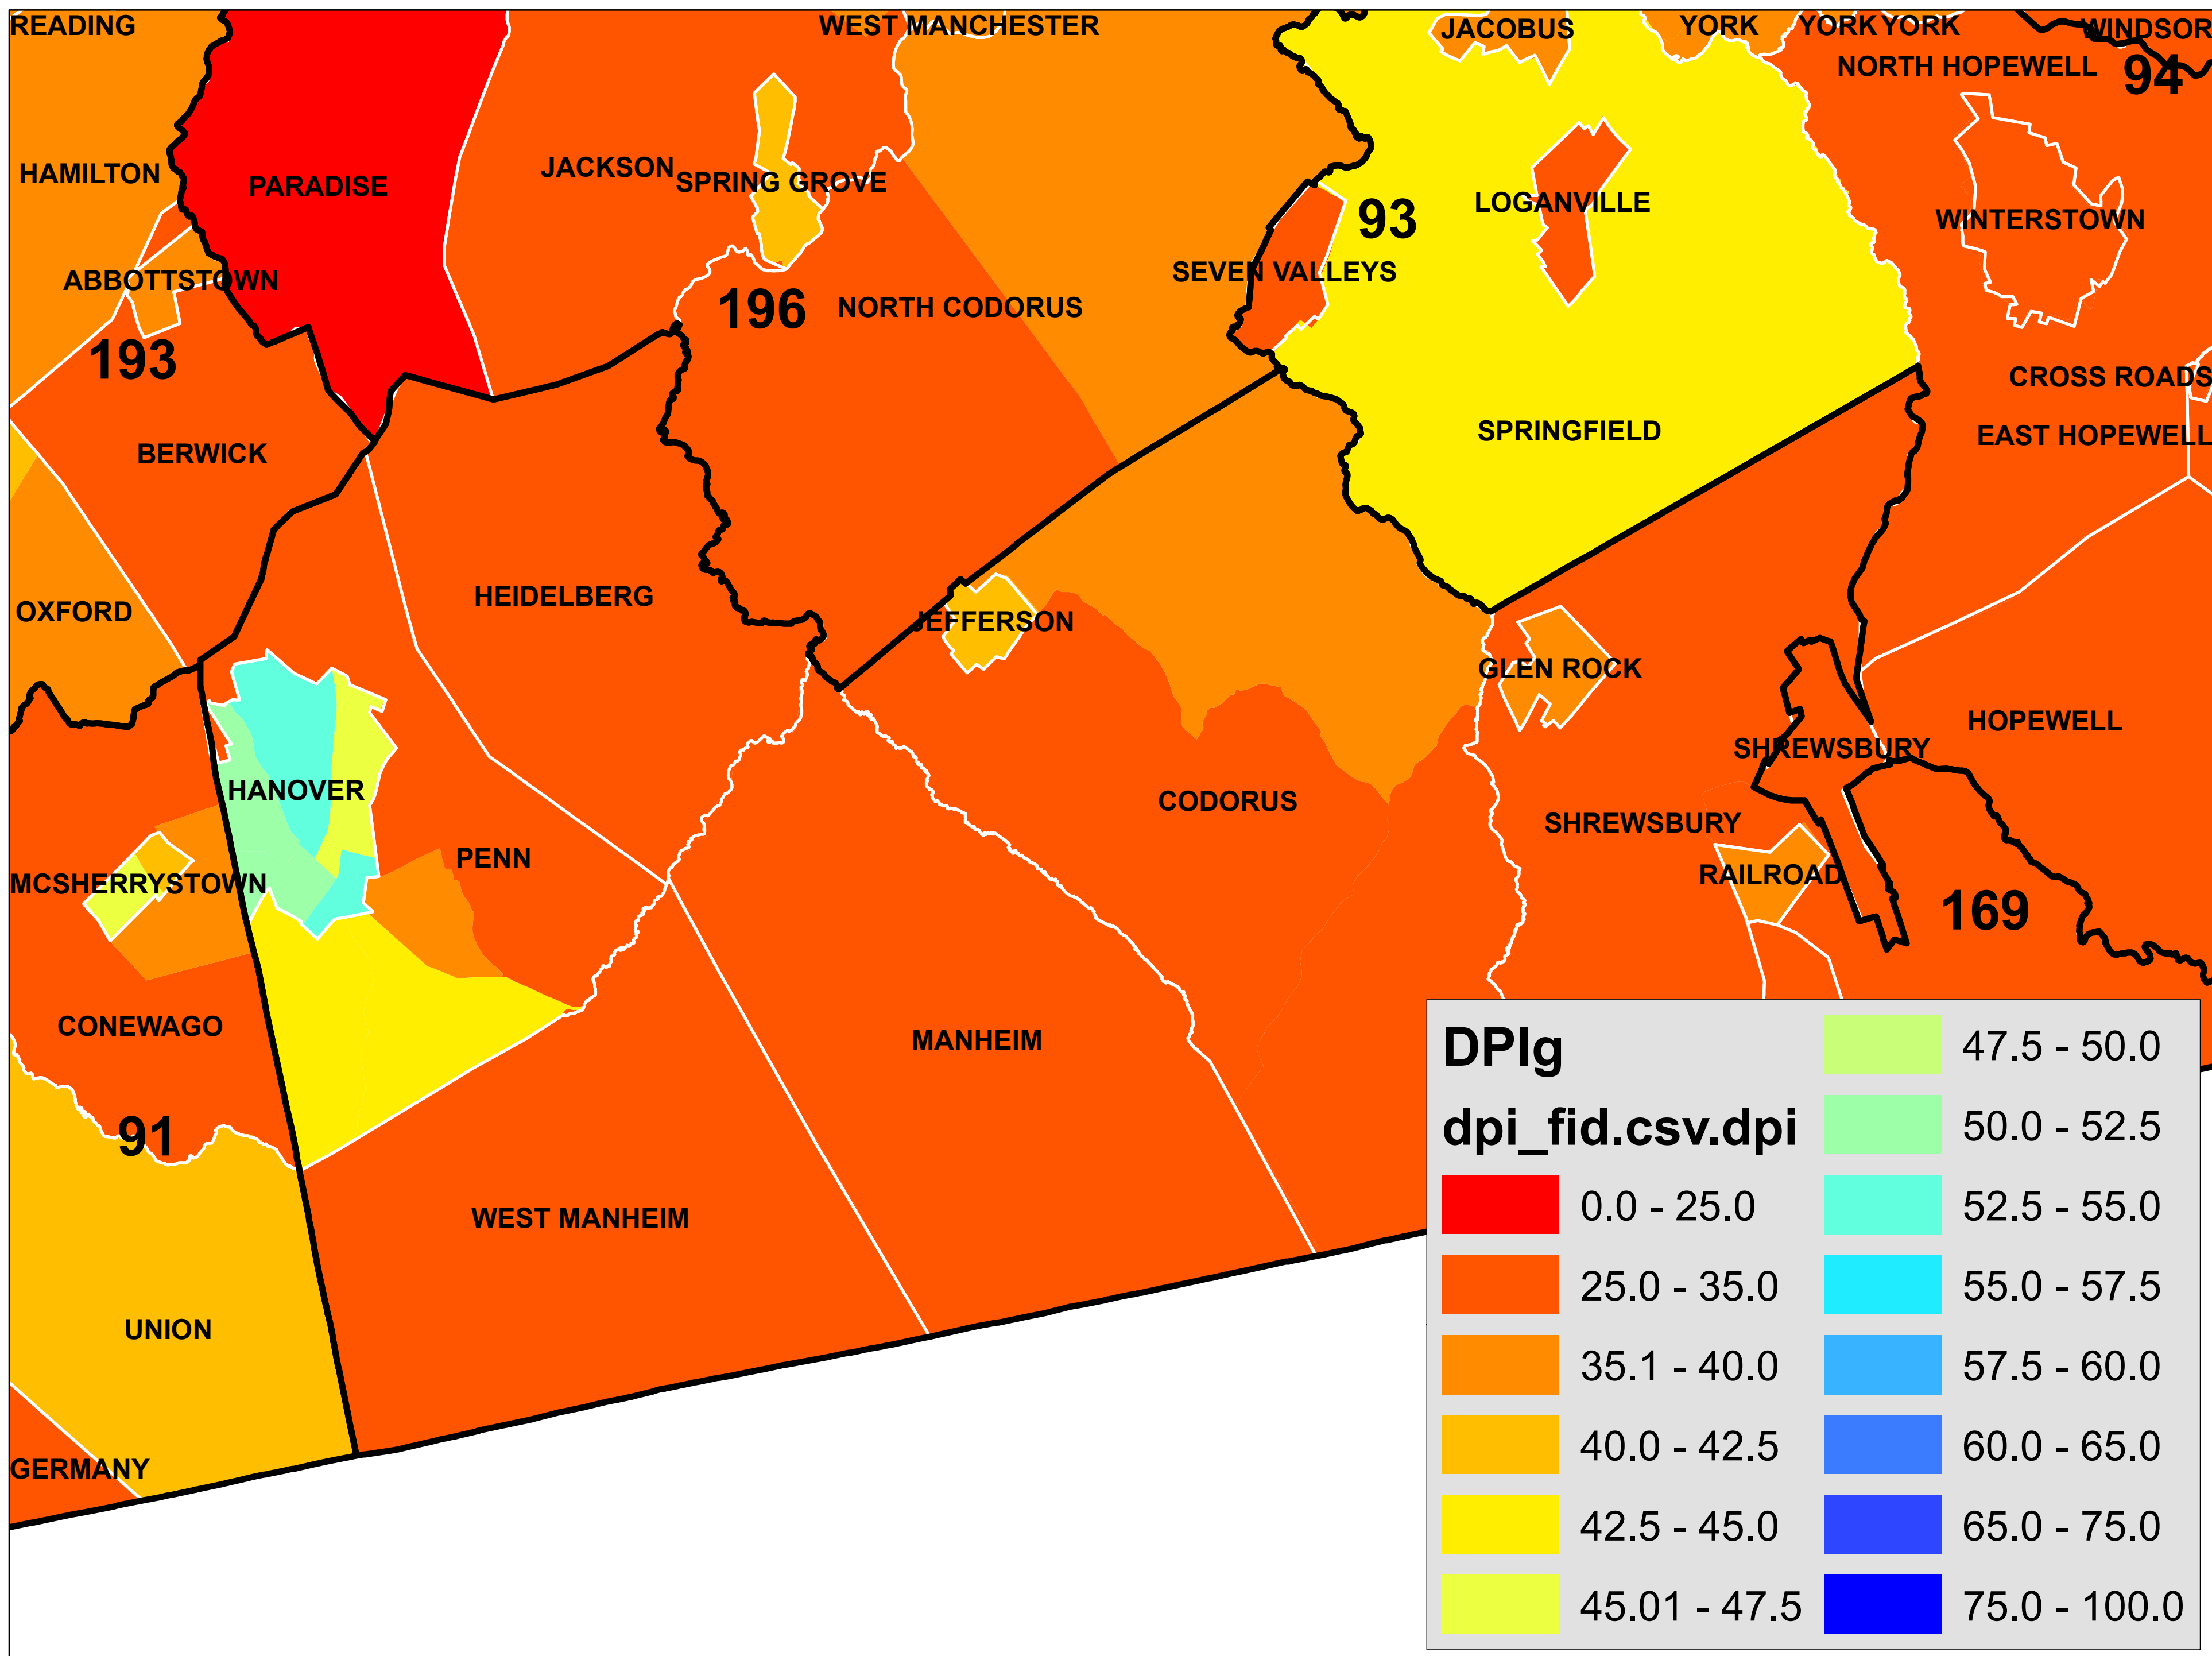 READING
WEST MANCHESTER
JACOBUS
YORK
YORK
YORK
WINDSOR
NORTH HOPEWELL
94
HAMILTON
PARADISE
JACKSON
SPRING GROVE
93
LOGANVILLE
WINTERSTOWN
ABBOTTSTOWN
SEVEN VALLEYS
196
NORTH CODORUS
193
CROSS ROADS
BERWICK
SPRINGFIELD
EAST HOPEWELL
OXFORD
HEIDELBERG
JEFFERSON
GLEN ROCK
HOPEWELL
SHREWSBURY
HANOVER
CODORUS
SHREWSBURY
PENN
MCSHERRYSTOWN
RAILROAD
169
CONEWAGO
MANHEIM
91
WEST MANHEIM
UNION
GERMANY
DPIg
dpi_fid.csv.dpi
0.0 - 25.0
25.0 - 35.0
35.1 - 40.0
40.0 - 42.5
42.5 - 45.0
45.01 - 47.5
47.5 - 50.0
50.0 - 52.5
52.5 - 55.0
55.0 - 57.5
57.5 - 60.0
60.0 - 65.0
65.0 - 75.0
75.0 - 100.0